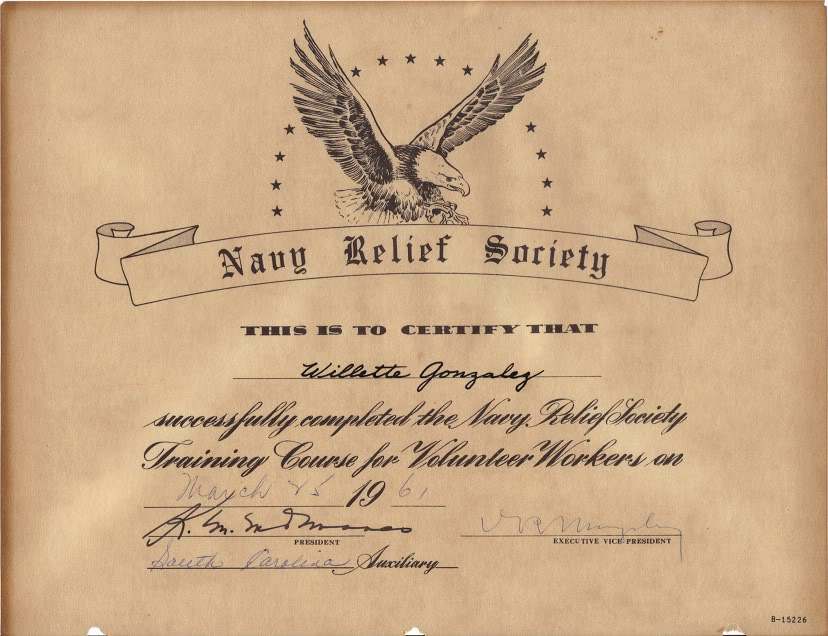 Navy Relief Society
THIS IS TO CERTIFY THAT
Willette Gonzalez
successfully completed the Navy Relief Society
Training Course for Volunteer Workers on
March 25 1961
K. M.
PRESIDENT
EXECUTIVE VICE PRESIDENT
South Carolina Auxiliary
B-15226